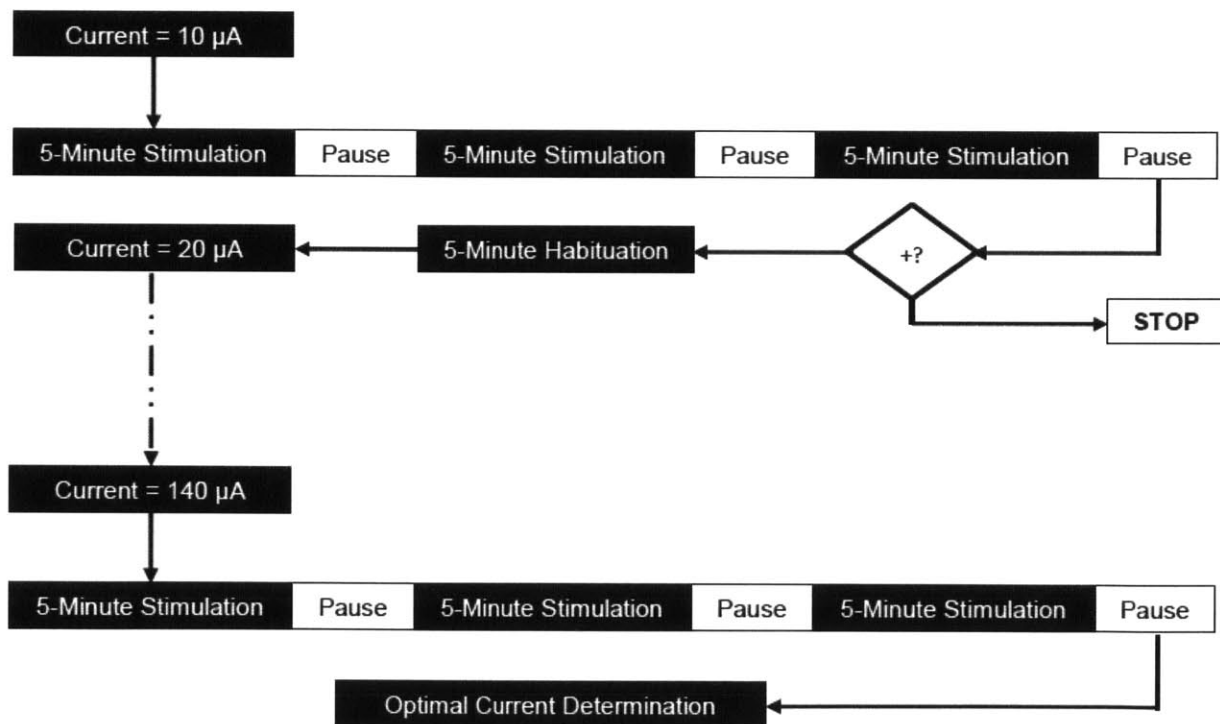 Current = 10 µA
5-Minute Stimulation Pause 5-Minute Stimulation Pause 5-Minute Stimulation Pause
Current = 20 µA 5-Minute Habituation +?
STOP
Current = 140 µA
5-Minute Stimulation Pause 5-Minute Stimulation Pause 5-Minute Stimulation Pause
Optimal Current Determination